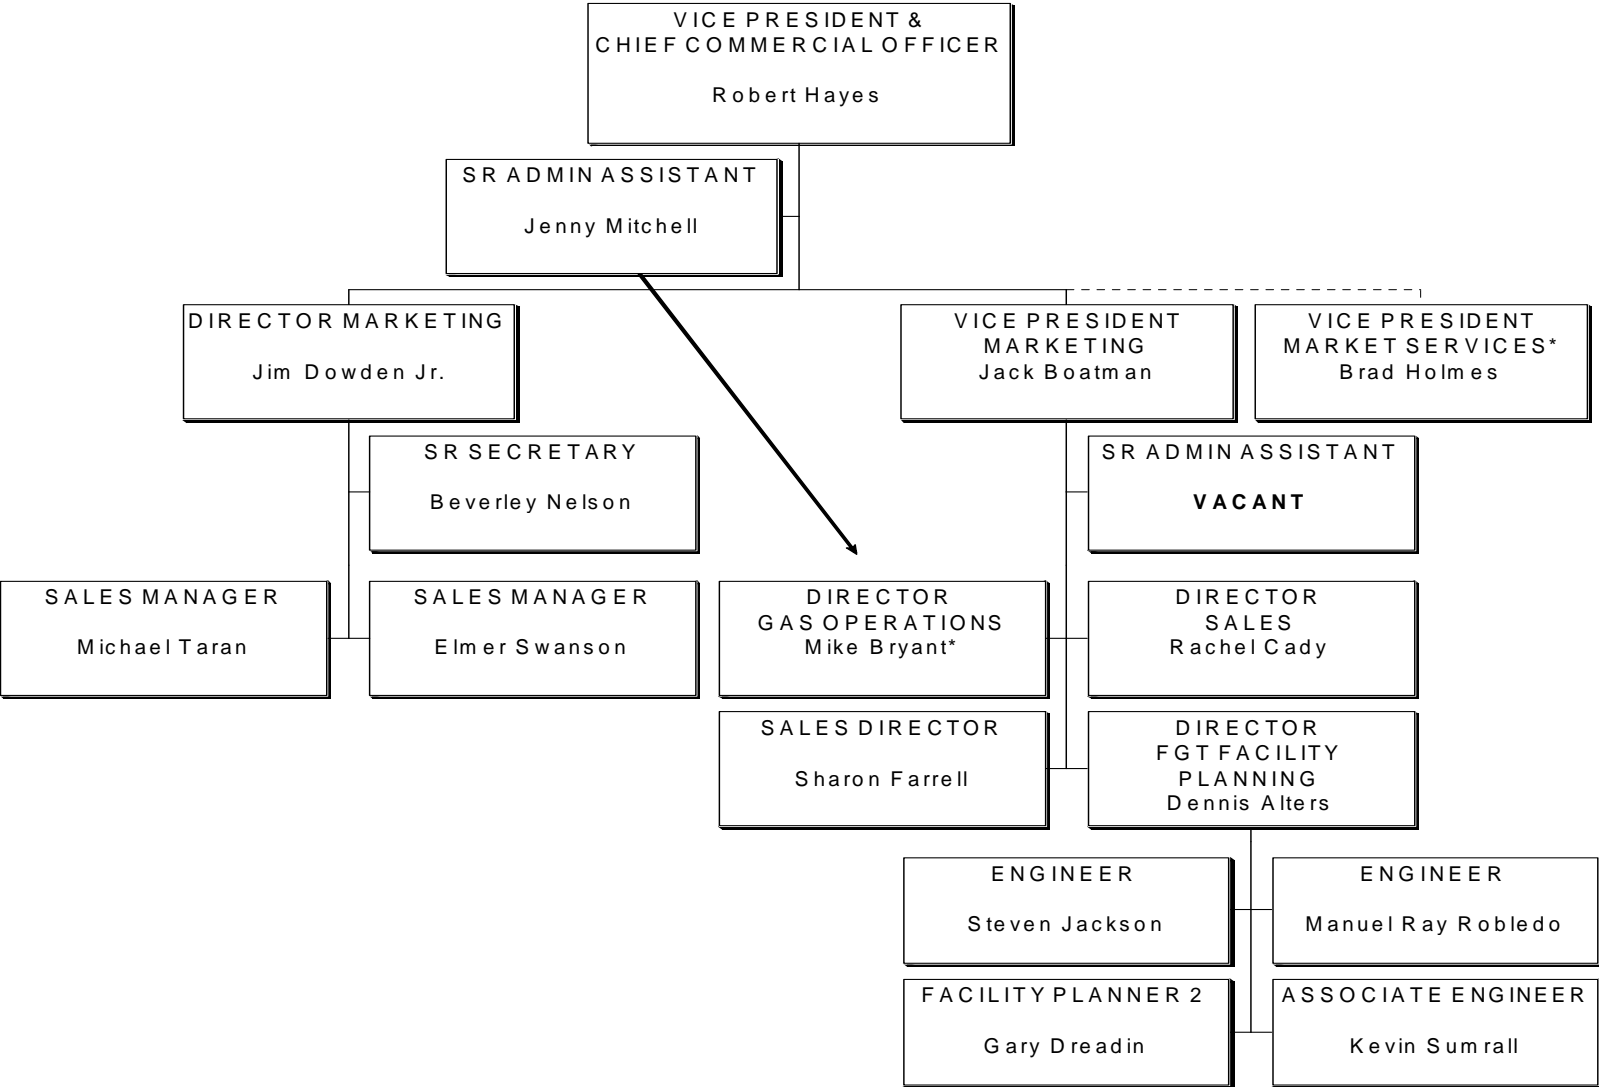 VICE PRESIDENT &
CHIEF COMMERCIAL OFFICER
Robert Hayes
SR ADMIN ASSISTANT
Jenny Mitchell
DIRECTOR MARKETING
Jim Dowden Jr.
VICE PRESIDENT
MARKETING
Jack Boatman
VICE PRESIDENT
MARKET SERVICES*
Brad Holmes
SR SECRETARY
Beverley Nelson
SR ADMIN ASSISTANT
VACANT
SALES MANAGER
Michael Taran
SALES MANAGER
Elmer Swanson
DIRECTOR
GAS OPERATIONS
Mike Bryant*
DIRECTOR
SALES
Rachel Cady
SALES DIRECTOR
Sharon Farrell
DIRECTOR
FGT FACILITY
PLANNING
Dennis Alters
ENGINEER
Steven Jackson
ENGINEER
Manuel Ray Robledo
FACILITY PLANNER 2
Gary Dreadin
ASSOCIATE ENGINEER
Kevin Sumrall